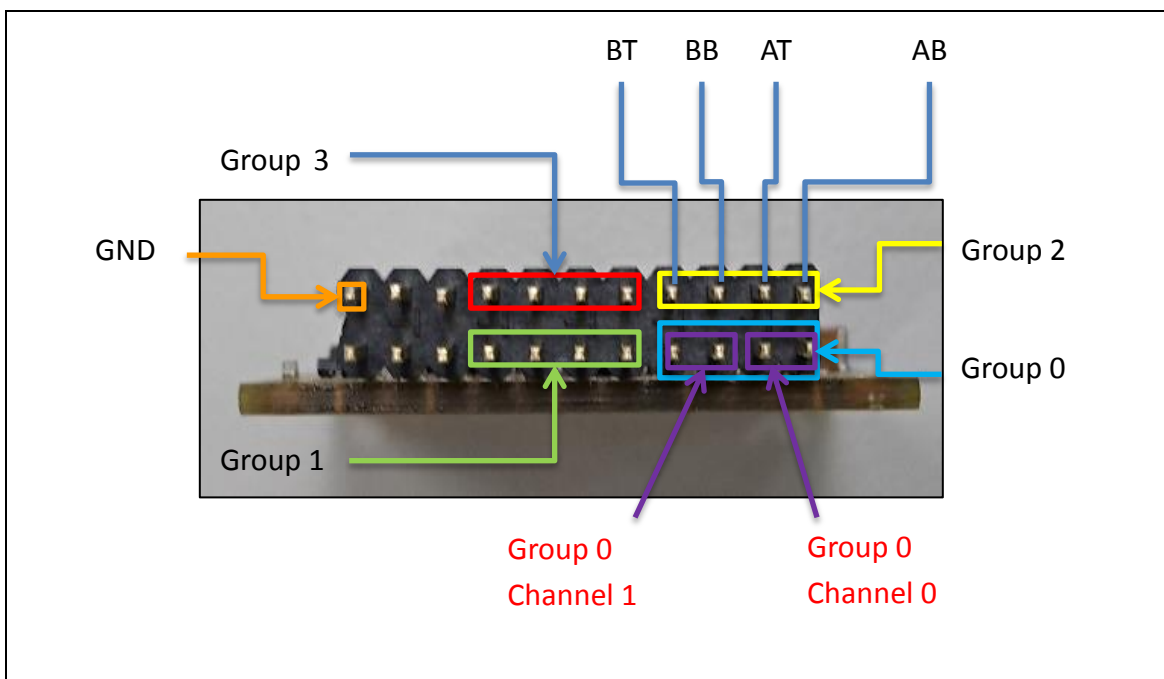 BT BB AT AB
Group 3
GND
Group 2
Group 0
Group 1
Group 0
Channel 1
Group 0
Channel 0